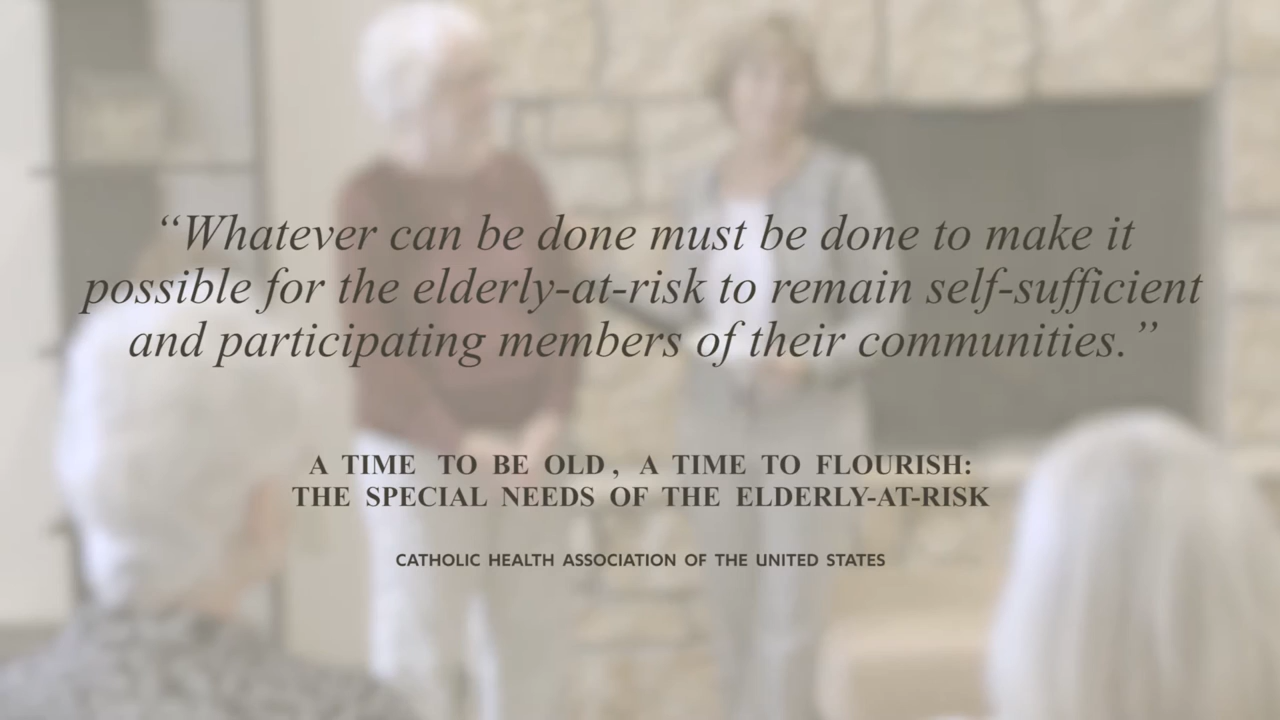 “Whatever can be done must be done to make it
possible for the elderly-at-risk to remain self-sufficient
and participating members of their communities.”
A TIME TO BE OLD, A TIME TO FLOURISH:
THE SPECIAL NEEDS OF THE ELDERLY-AT-RISK
CATHOLIC HEALTH ASSOCIATION OF THE UNITED STATES